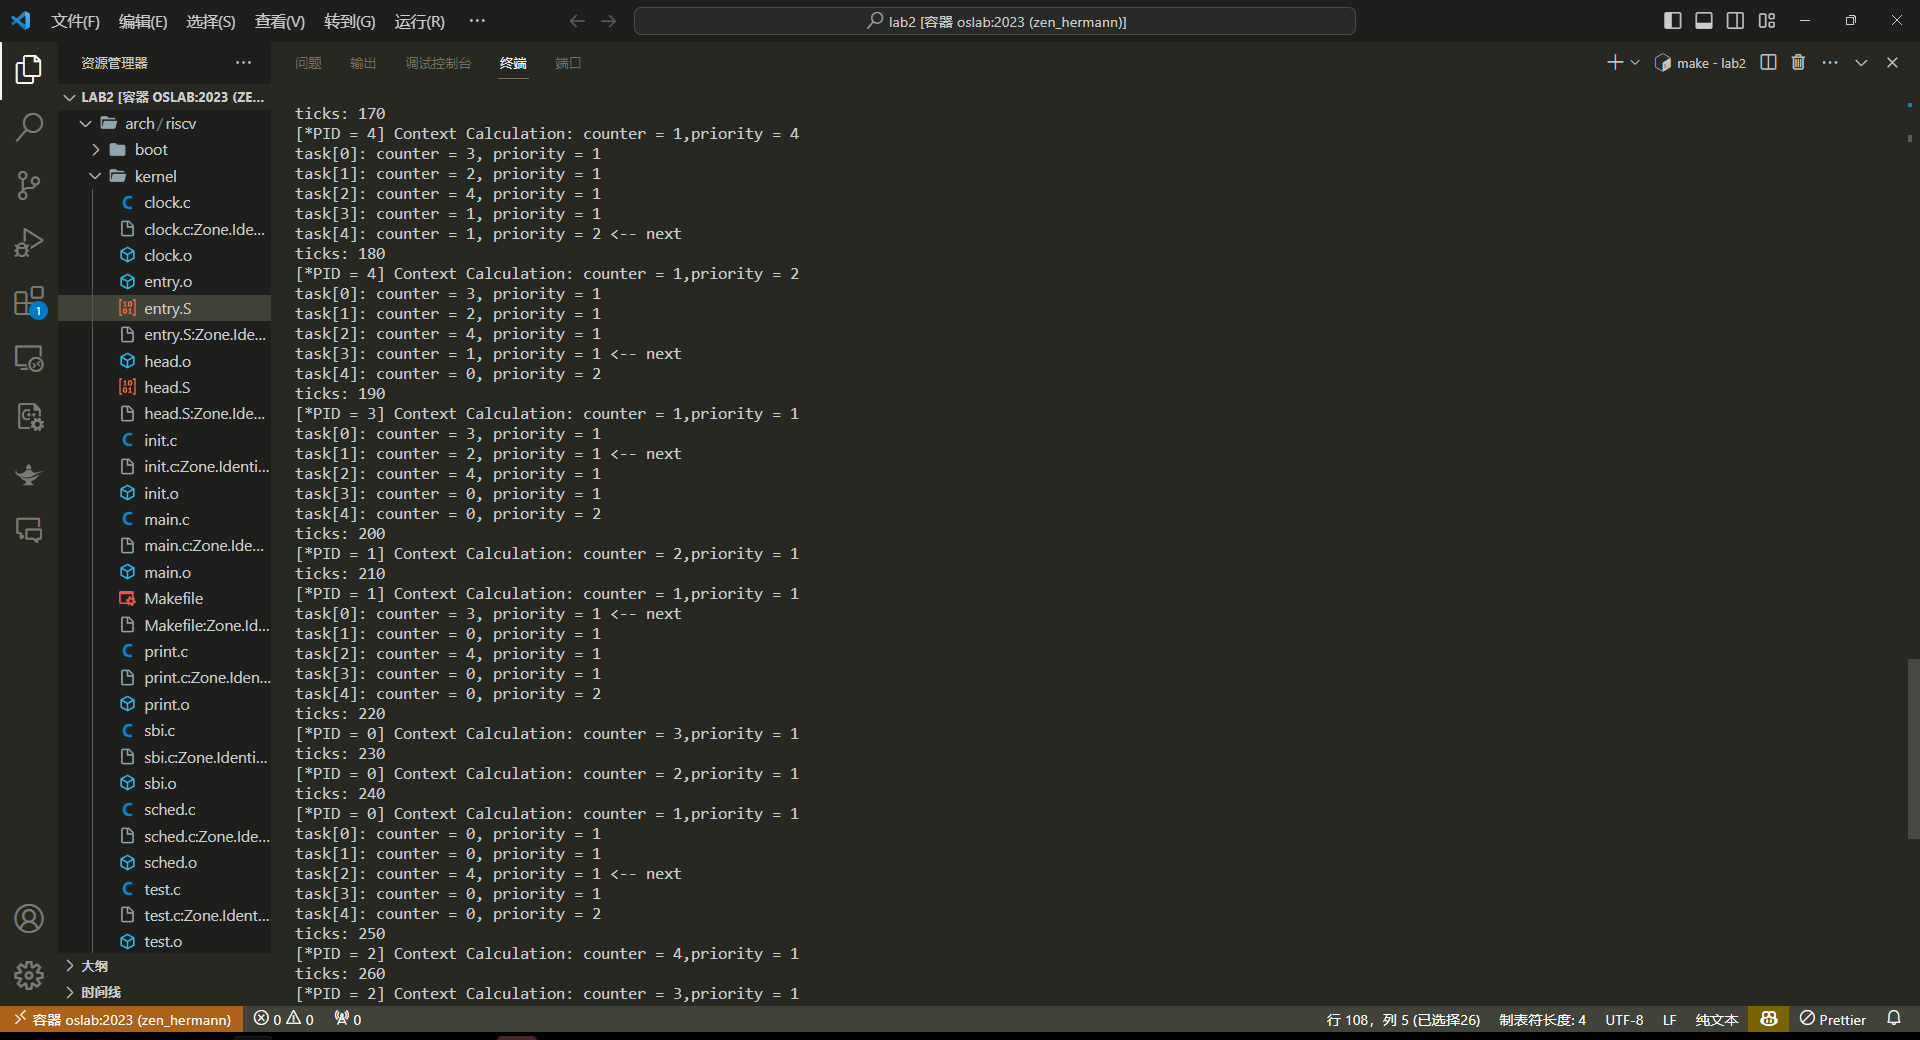 文件(F) 编辑(E) 选择(S) 查看(V) 转到(G) 运行(R) ··· lab2 [容器 oslab:2023 (zen_hermann)]
资源管理器 ···
LAB2 [容器 OSLAB:2023 (ZE...
arch/riscv
boot
kernel
clock.c
clock.c:Zone.Ide...
clock.o
entry.o
entry.S
entry.S:Zone.Ide...
head.o
head.S
head.S:Zone.Ide...
init.c
init.c:Zone.Identi...
init.o
main.c
main.c:Zone.Ide...
main.o
Makefile
Makefile:Zone.Id...
print.c
print.c:Zone.Iden...
print.o
sbi.c
sbi.c:Zone.Identi...
sbi.o
sched.c
sched.c:Zone.Ide...
sched.o
test.c
test.c:Zone.Ident...
test.o
大纲
时间线
1
问题 输出 调试控制台 终端 端口 make - lab2 ···
ticks: 170
[*PID = 4] Context Calculation: counter = 1,priority = 4
task[0]: counter = 3, priority = 1
task[1]: counter = 2, priority = 1
task[2]: counter = 4, priority = 1
task[3]: counter = 1, priority = 1
task[4]: counter = 1, priority = 2 <-- next
ticks: 180
[*PID = 4] Context Calculation: counter = 1,priority = 2
task[0]: counter = 3, priority = 1
task[1]: counter = 2, priority = 1
task[2]: counter = 4, priority = 1
task[3]: counter = 1, priority = 1 <-- next
task[4]: counter = 0, priority = 2
ticks: 190
[*PID = 3] Context Calculation: counter = 1,priority = 1
task[0]: counter = 3, priority = 1
task[1]: counter = 2, priority = 1 <-- next
task[2]: counter = 4, priority = 1
task[3]: counter = 0, priority = 1
task[4]: counter = 0, priority = 2
ticks: 200
[*PID = 1] Context Calculation: counter = 2,priority = 1
ticks: 210
[*PID = 1] Context Calculation: counter = 1,priority = 1
task[0]: counter = 3, priority = 1 <-- next
task[1]: counter = 0, priority = 1
task[2]: counter = 4, priority = 1
task[3]: counter = 0, priority = 1
task[4]: counter = 0, priority = 2
ticks: 220
[*PID = 0] Context Calculation: counter = 3,priority = 1
ticks: 230
[*PID = 0] Context Calculation: counter = 2,priority = 1
ticks: 240
[*PID = 0] Context Calculation: counter = 1,priority = 1
task[0]: counter = 0, priority = 1
task[1]: counter = 0, priority = 1
task[2]: counter = 4, priority = 1 <-- next
task[3]: counter = 0, priority = 1
task[4]: counter = 0, priority = 2
ticks: 250
[*PID = 2] Context Calculation: counter = 4,priority = 1
ticks: 260
[*PID = 2] Context Calculation: counter = 3,priority = 1
容器 oslab:2023 (zen_hermann) 0 0 0 行 108，列 5 (已选择26) 制表符长度: 4 UTF-8 LF 纯文本 Prettier